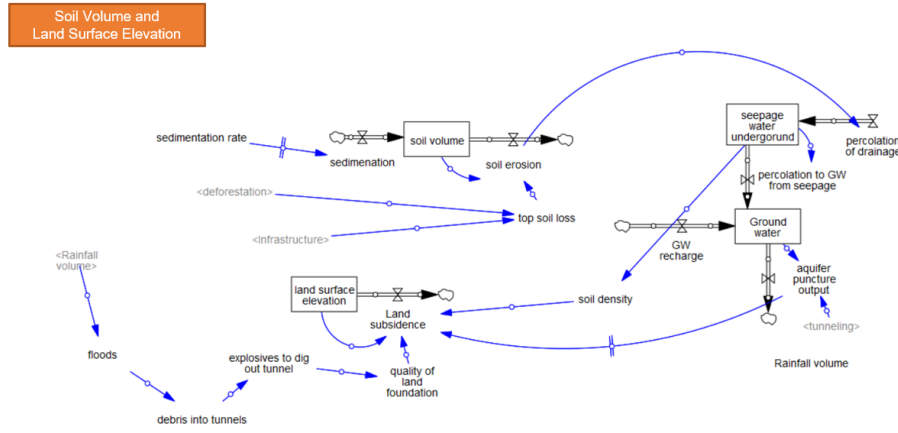 Soil Volume and
Land Surface Elevation
sedimentation rate
sedimenation
soil volume
soil erosion
seepage
water
undergorund
percolation
of drainage
percolation to GW
from seepage
<deforestation>
top soil loss
<Infrastructure>
Ground
water
GW
recharge
<Rainfall
volume>
aquifer
puncture
output
land surface
elevation
Land
subsidence
soil density
<tunneling>
floods
explosives to dig
out tunnel
quality of
land
foundation
Rainfall volume
debris into tunnels